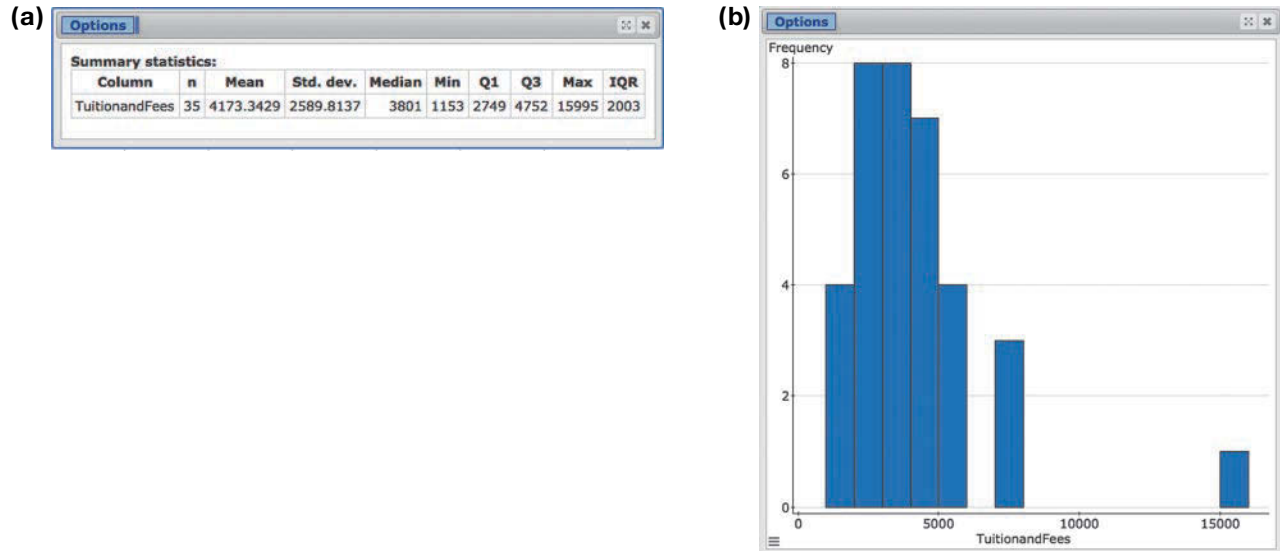 (a)
Options
Summary statistics:
Column n Mean Std. dev. Median Min Q1 Q3 Max IQR
TuitionandFees 35 4173.3429 2589.8137 3801 1153 2749 4752 15995 2003
(b)
Options
Frequency
8
6
4
2
0
0 5000 10000 15000
TuitionandFees